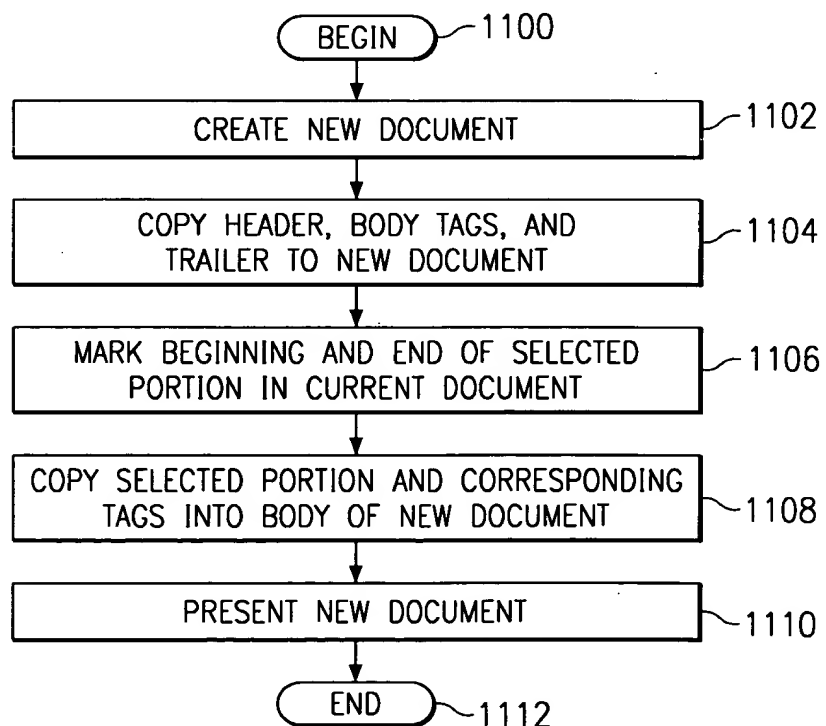 BEGIN 1100
CREATE NEW DOCUMENT 1102
COPY HEADER, BODY TAGS, AND
TRAILER TO NEW DOCUMENT 1104
MARK BEGINNING AND END OF SELECTED
PORTION IN CURRENT DOCUMENT 1106
COPY SELECTED PORTION AND CORRESPONDING
TAGS INTO BODY OF NEW DOCUMENT 1108
PRESENT NEW DOCUMENT 1110
END 1112